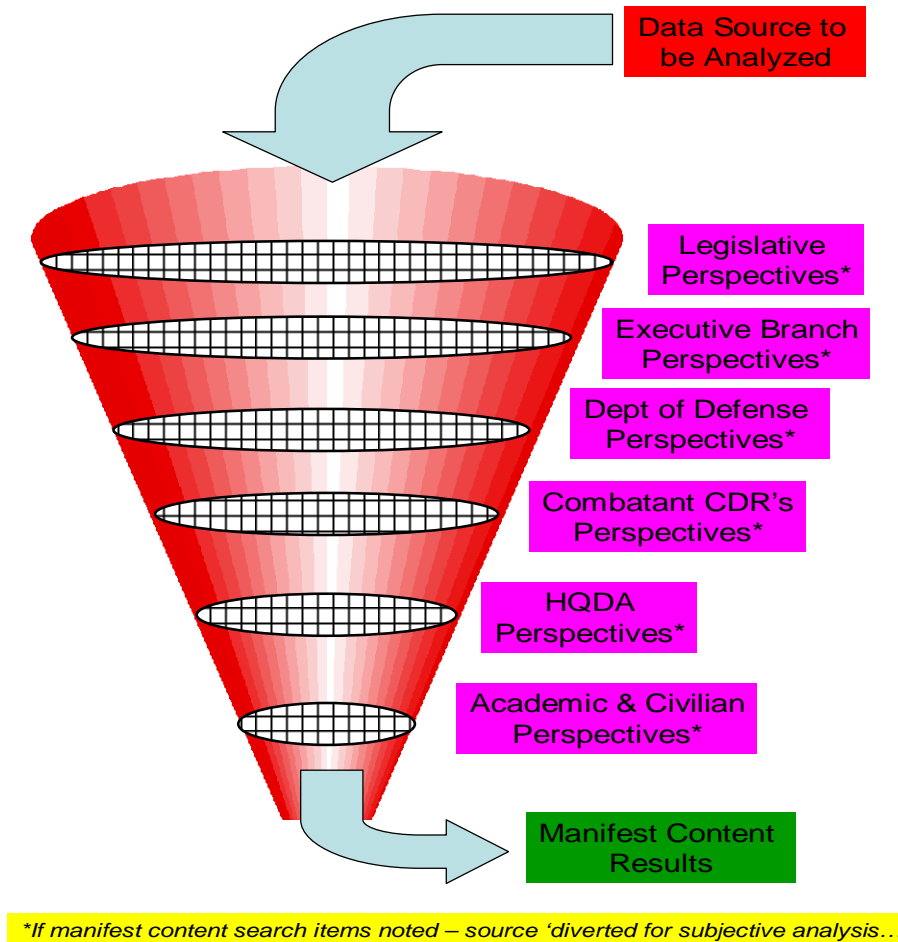 Data Source to
be Analyzed
Legislative
Perspectives*
Executive Branch
Perspectives*
Dept of Defense
Perspectives*
Combatant CDR's
Perspectives*
HQDA
Perspectives*
Academic & Civilian
Perspectives*
Manifest Content
Results
*If manifest content search items noted – source 'diverted for subjective analysis…